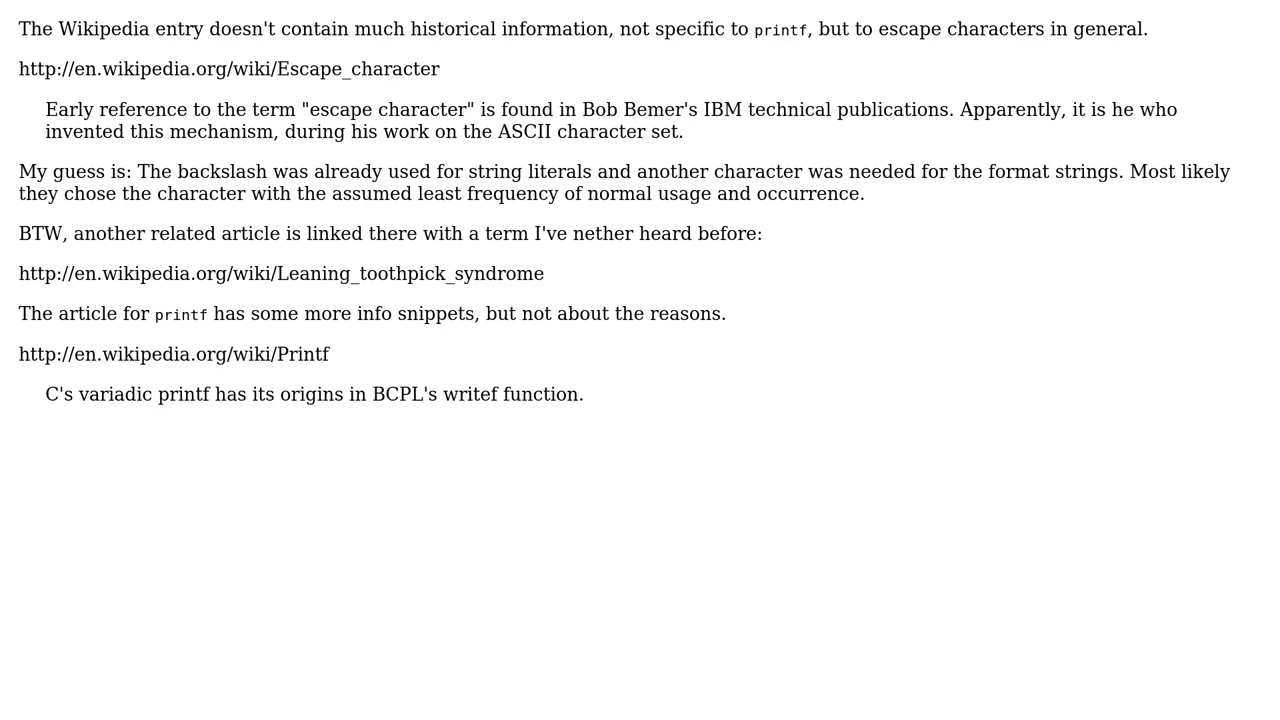 The Wikipedia entry doesn't contain much historical information, not specific to printf, but to escape characters in general.
http://en.wikipedia.org/wiki/Escape_character
Early reference to the term "escape character" is found in Bob Bemer's IBM technical publications. Apparently, it is he who
invented this mechanism, during his work on the ASCII character set.
My guess is: The backslash was already used for string literals and another character was needed for the format strings. Most likely
they chose the character with the assumed least frequency of normal usage and occurrence.
BTW, another related article is linked there with a term I've nether heard before:
http://en.wikipedia.org/wiki/Leaning_toothpick_syndrome
The article for printf has some more info snippets, but not about the reasons.
http://en.wikipedia.org/wiki/Printf
C's variadic printf has its origins in BCPL's writef function.